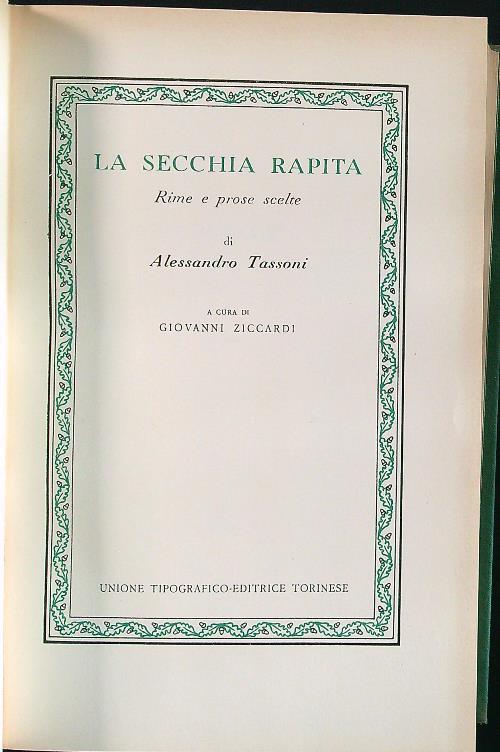 LA SECCHIA RAPITA
Rime e prose scelte
di
Alessandro Tassoni
A CURA DI
GIOVANNI ZICCARDI
UNIONE TIPOGRAFICO-EDITRICE TORINESE